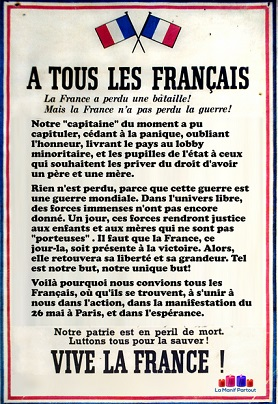 A TOUS LES FRANÇAIS
La France a perdu une bàtaille!
Mais la France n'a pas perdu la guerre!
Notre "capitaine" du moment a pu
capituler, cédant à la panique, oubliant
l'honneur, livrant le pays au lobby
minoritaire, et les pupilles de l'état à ceux
qui souhaitent les priver du droit d'avoir
un père et une mère.
Rien n'est perdu, parce que cette guerre est
une guerre mondiale. Dans l'univers libre,
des forces immenses n'ont pas encore
donné. Un jour, ces forces rendront justice
aux enfants et aux mères qui ne sont pas
"porteuses" . Il faut que la France, ce
jour-la, soit présente à la victoire. Alors,
elle retouvera sa liberté et sa grandeur. Tel
est notre but, notre unique but!
Voilà pourquoi nous convions tous les
Français, où qu'ils se trouvent, à s'unir à
nous dans l'action, dans la manifestation du
26 mai à Paris, et dans l'espérance.
Notre patrie est en peril de mort.
Luttons tous pour la sauver !
VIVE LA FRANCE !
La Manif Partout